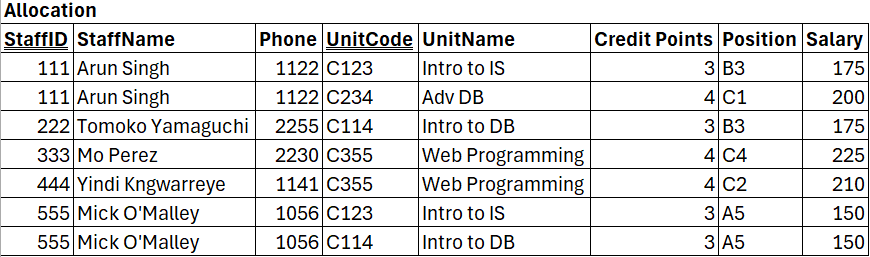 Allocation
StaffID StaffName Phone UnitCode UnitName Credit Points Position Salary
111 Arun Singh 1122 C123 Intro to IS 3 B3 175
111 Arun Singh 1122 C234 Adv DB 4 C1 200
222 Tomoko Yamaguchi 2255 C114 Intro to DB 3 B3 175
333 Mo Perez 2230 C355 Web Programming 4 C4 225
444 Yindi Kngwarreye 1141 C355 Web Programming 4 C2 210
555 Mick O'Malley 1056 C123 Intro to IS 3 A5 150
555 Mick O'Malley 1056 C114 Intro to DB 3 A5 150